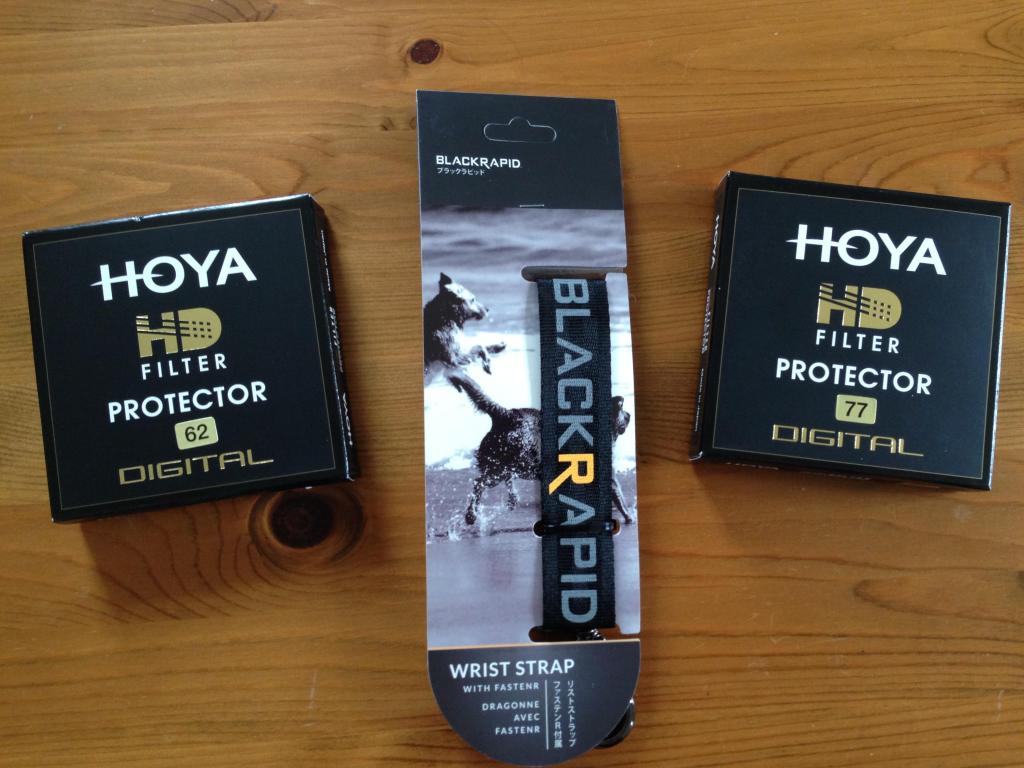 HOYA
HD
FILTER
PROTECTOR
62
DIGITAL
BLACKRAPID
ブラックラピッド
BLACKRAPID
WRIST STRAP
WITH FASTENR
DRAGONNE
AVEC
FASTENR
リストストラップ
ファステンR付属
HOYA
HD
FILTER
PROTECTOR
77
DIGITAL